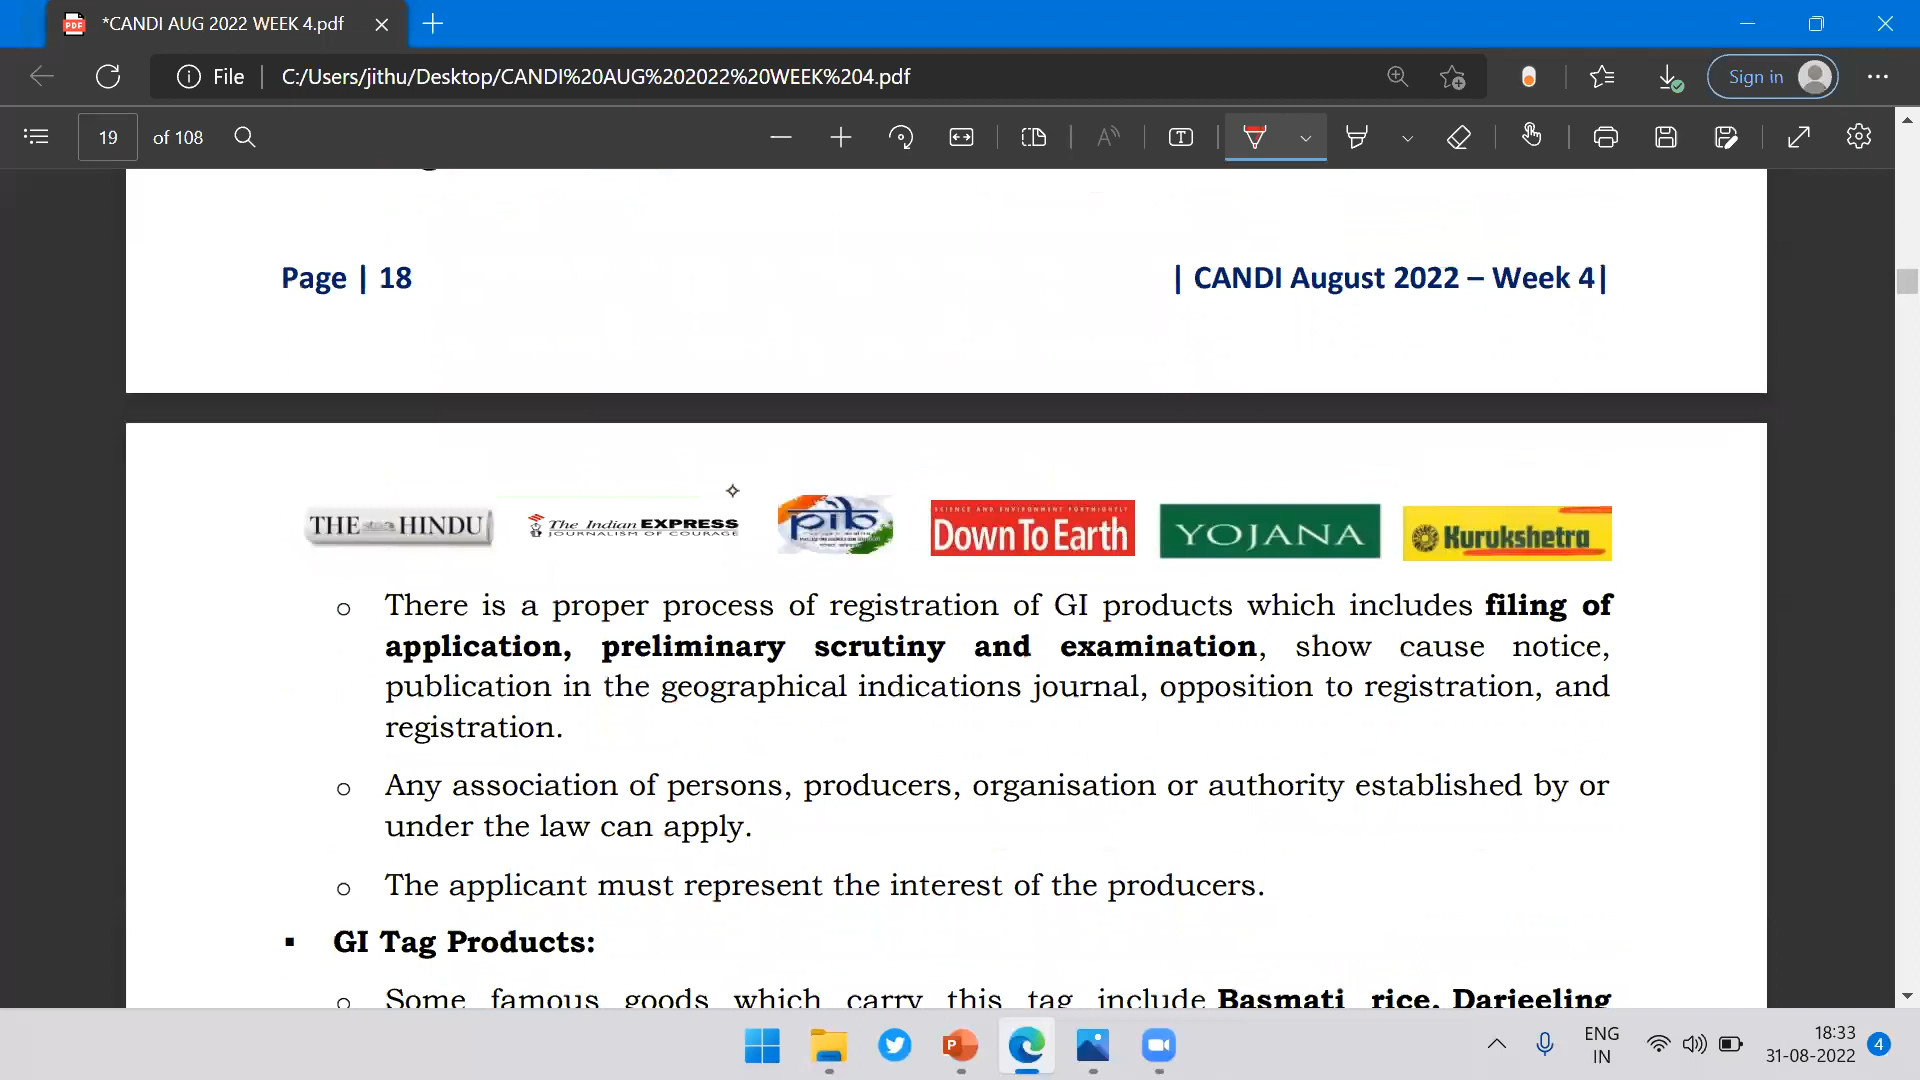 *CANDI AUG 2022 WEEK 4.pdf
File
C:/Users/jithu/Desktop/CANDI%20AUG%202022%20WEEK%204.pdf
Sign in
19 of 108
Page | 18
| CANDI August 2022 – Week 4|
THE HINDU
The Indian EXPRESS
JOURNALISM OF COURAGE
pib
SCIENCE AND ENVIRONMENT FORTNIGHTLY
Down To Earth
YOJANA
Kurukshetra
o There is a proper process of registration of GI products which includes filing of
application, preliminary scrutiny and examination, show cause notice,
publication in the geographical indications journal, opposition to registration, and
registration.
o Any association of persons, producers, organisation or authority established by or
under the law can apply.
o The applicant must represent the interest of the producers.
▪ GI Tag Products:
o Some famous goods which carry this tag include Basmati rice, Darjeeling
ENG
IN
18:33
31-08-2022
4